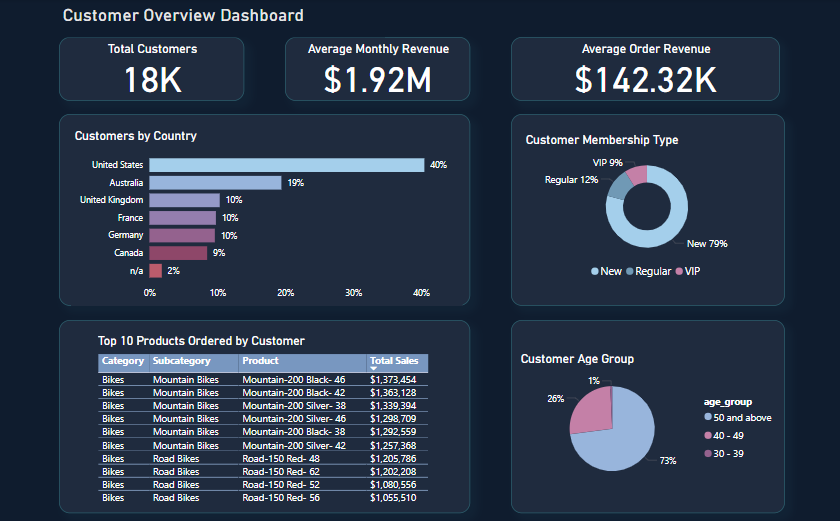 Customer Overview Dashboard
Total Customers
18K
Average Monthly Revenue
$1.92M
Average Order Revenue
$142.32K
Customers by Country
United States 40%
Australia 19%
United Kingdom 10%
France 10%
Germany 10%
Canada 9%
n/a 2%
0% 10% 20% 30% 40%
Customer Membership Type
VIP 9%
Regular 12%
New 79%
New Regular VIP
Top 10 Products Ordered by Customer
Category Subcategory Product Total Sales
Bikes Mountain Bikes Mountain-200 Black- 46 $1,373,454
Bikes Mountain Bikes Mountain-200 Black- 42 $1,363,128
Bikes Mountain Bikes Mountain-200 Silver- 38 $1,339,394
Bikes Mountain Bikes Mountain-200 Silver- 46 $1,298,709
Bikes Mountain Bikes Mountain-200 Black- 38 $1,292,559
Bikes Mountain Bikes Mountain-200 Silver- 42 $1,257,368
Bikes Road Bikes Road-150 Red- 48 $1,205,786
Bikes Road Bikes Road-150 Red- 62 $1,202,208
Bikes Road Bikes Road-150 Red- 52 $1,080,556
Bikes Road Bikes Road-150 Red- 56 $1,055,510
Customer Age Group
1%
26%
73%
age_group
50 and above
40 - 49
30 - 39